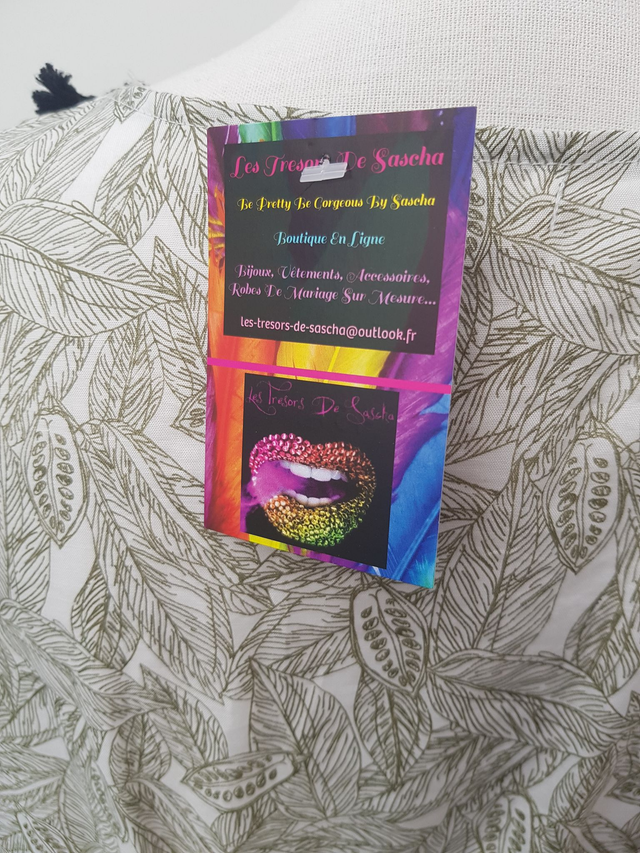 Les Tresors De Sascha
Be Pretty Be Gorgeous By Sascha
Boutique En Ligne
Bijoux, Vêtements, Accessoires,
Robes De Mariage Sur Mesure...
les-tresors-de-sascha@outlook.fr
Les Tresors De Sascha